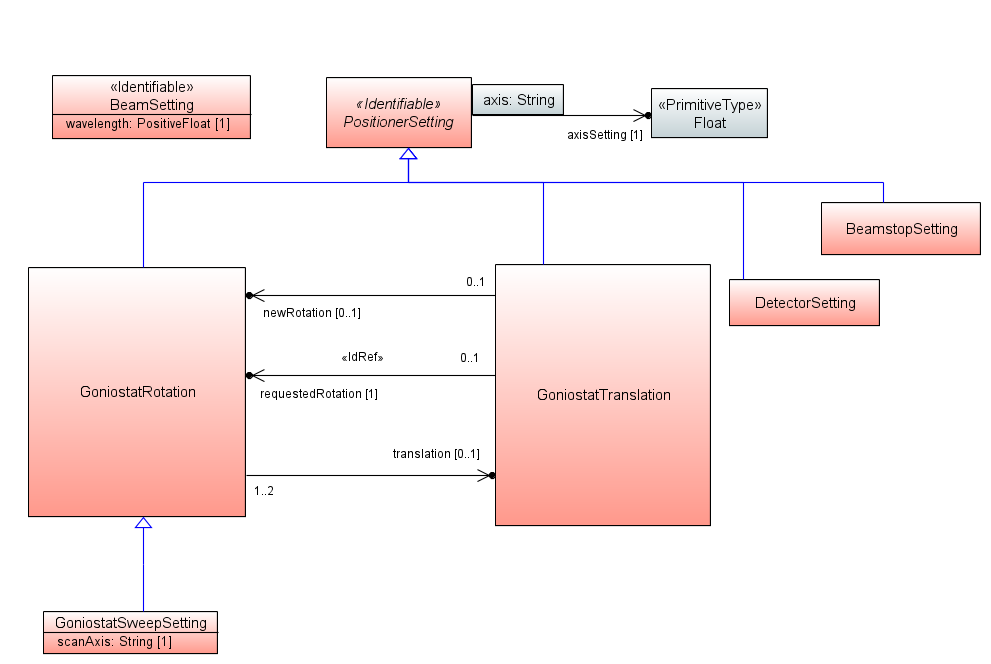 «Identifiable»
BeamSetting
wavelength: PositiveFloat [1]
«Identifiable»
PositionerSetting
axis: String
axisSetting [1]
«PrimitiveType»
Float
BeamstopSetting
DetectorSetting
GoniostatRotation
0..1
newRotation [0..1]
«IdRef»
0..1
requestedRotation [1]
translation [0..1]
1..2
GoniostatTranslation
GoniostatSweepSetting
scanAxis: String [1]